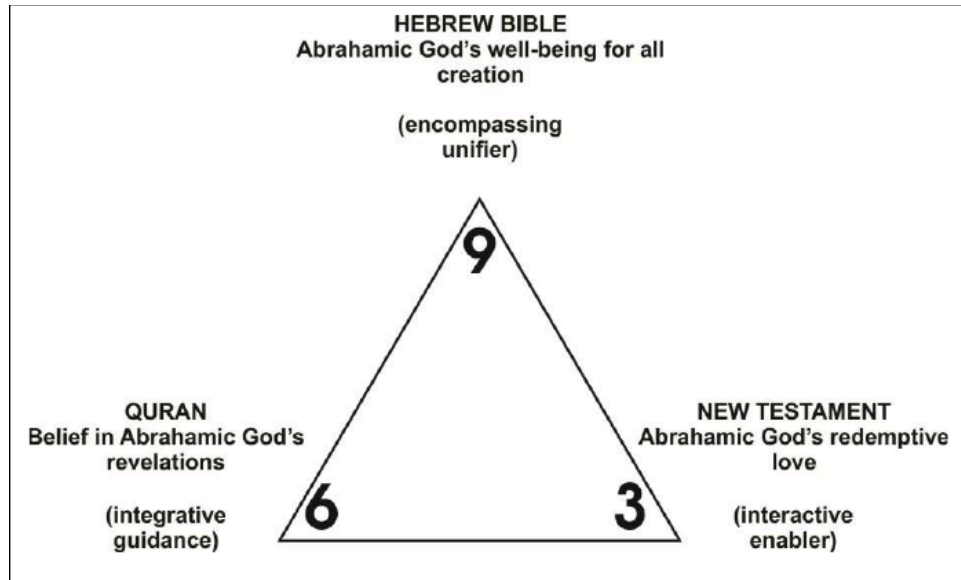 HEBREW BIBLE
Abrahamic God's well-being for all
creation
(encompassing
unifier)
9
QURAN
Belief in Abrahamic God's
revelations
(integrative
guidance)
6
3
NEW TESTAMENT
Abrahamic God's redemptive
love
(interactive
enabler)